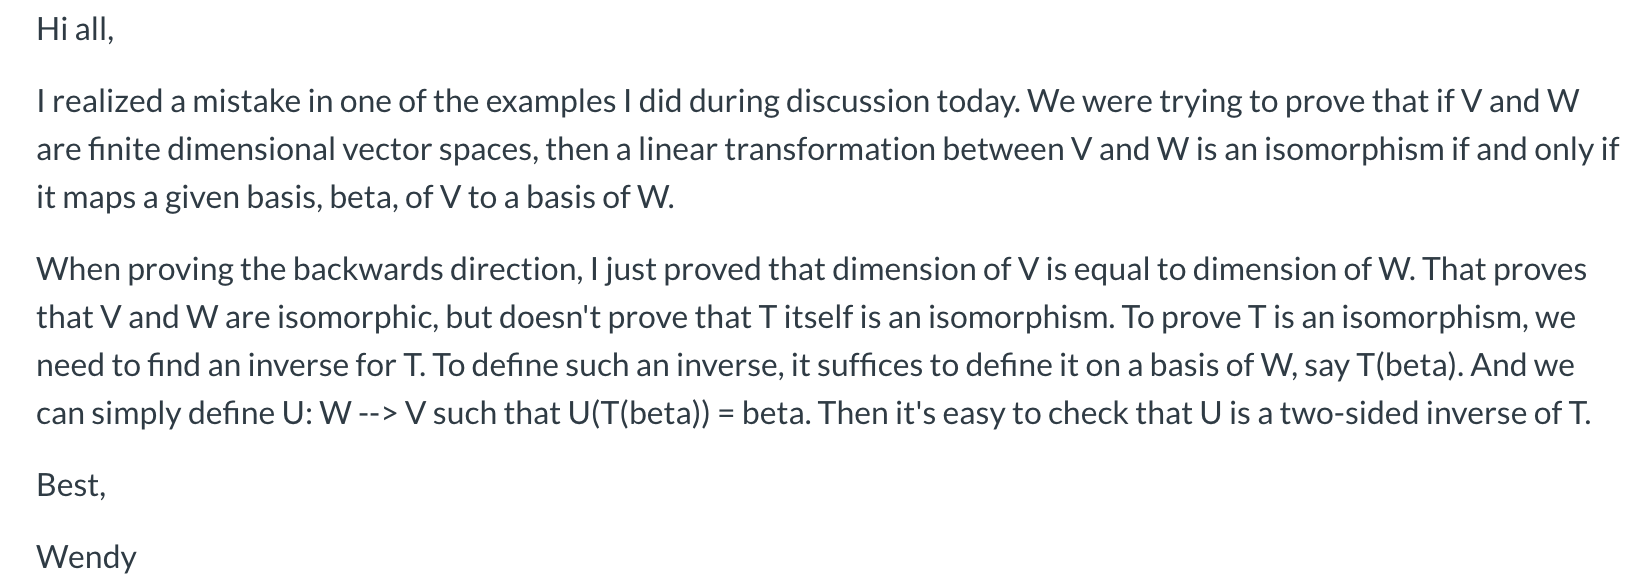 Hi all,
I realized a mistake in one of the examples I did during discussion today. We were trying to prove that if V and W
are finite dimensional vector spaces, then a linear transformation between V and W is an isomorphism if and only if
it maps a given basis, beta, of V to a basis of W.
When proving the backwards direction, I just proved that dimension of V is equal to dimension of W. That proves
that V and W are isomorphic, but doesn't prove that T itself is an isomorphism. To prove T is an isomorphism, we
need to find an inverse for T. To define such an inverse, it suffices to define it on a basis of W, say T(beta). And we
can simply define U: W --> V such that U(T(beta)) = beta. Then it's easy to check that U is a two-sided inverse of T.
Best,
Wendy